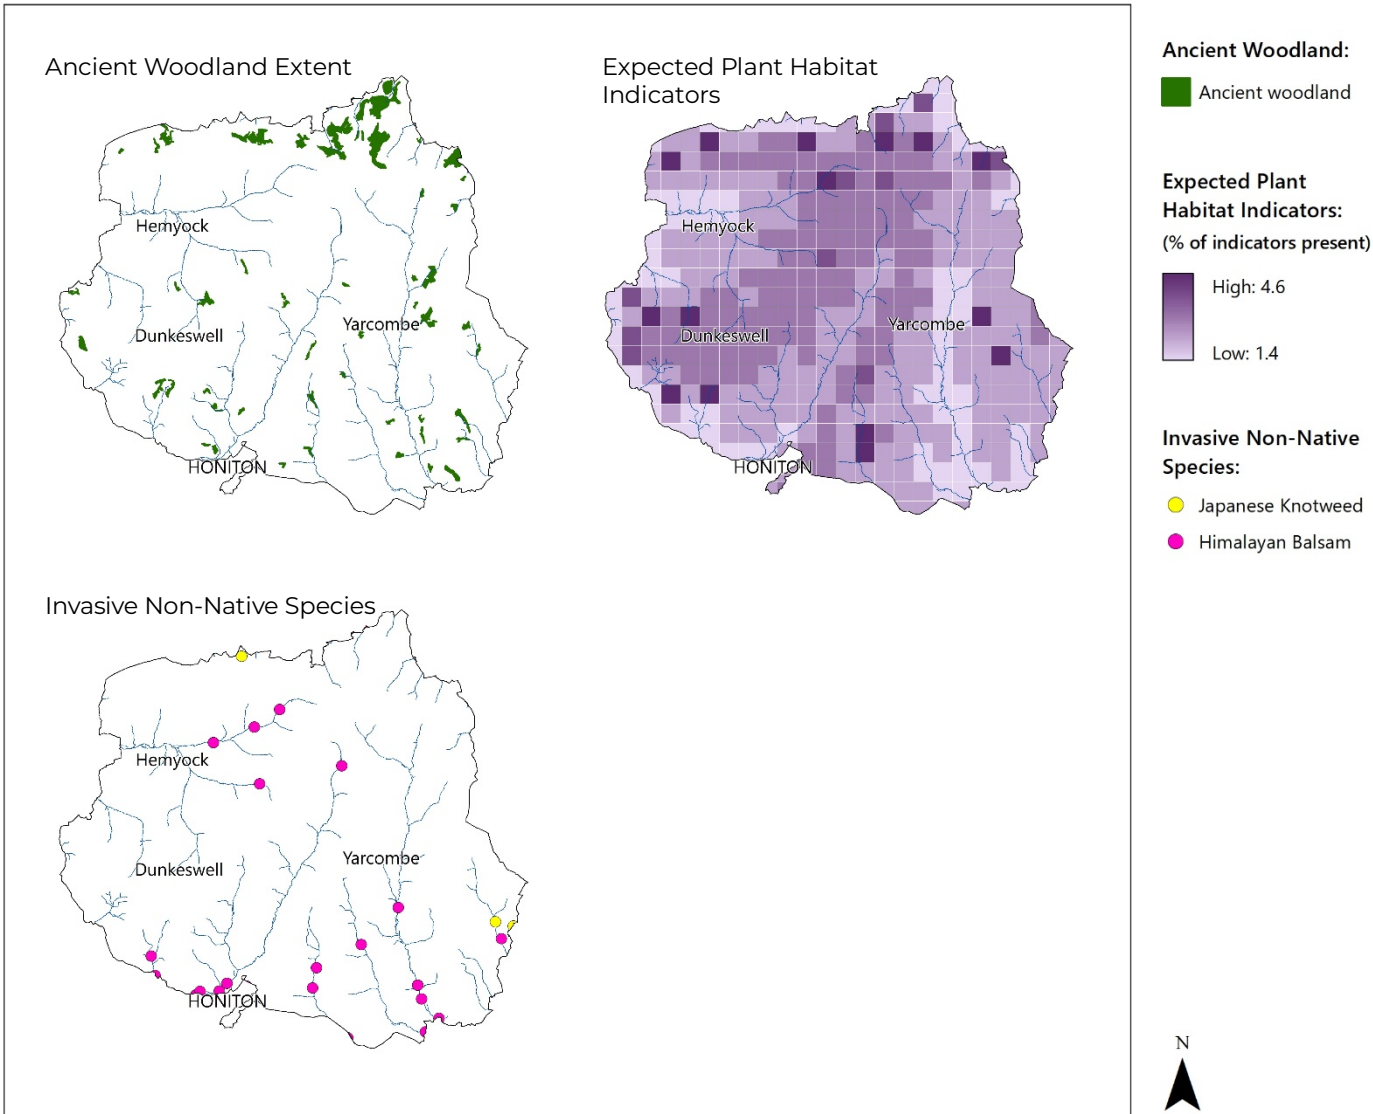 Ancient Woodland Extent
Hemyock
Dunkeswell
Yarcombe
HONITON
Expected Plant Habitat
Indicators
Hemyock
Dunkeswell
Yarcombe
HONITON
Invasive Non-Native Species
Hemyock
Yarcombe
Dunkeswell
HONITON
Ancient Woodland:
Ancient woodland
Expected Plant
Habitat Indicators:
(% of indicators present)
High: 4.6
Low: 1.4
Invasive Non-Native
Species:
Japanese Knotweed
Himalayan Balsam
N